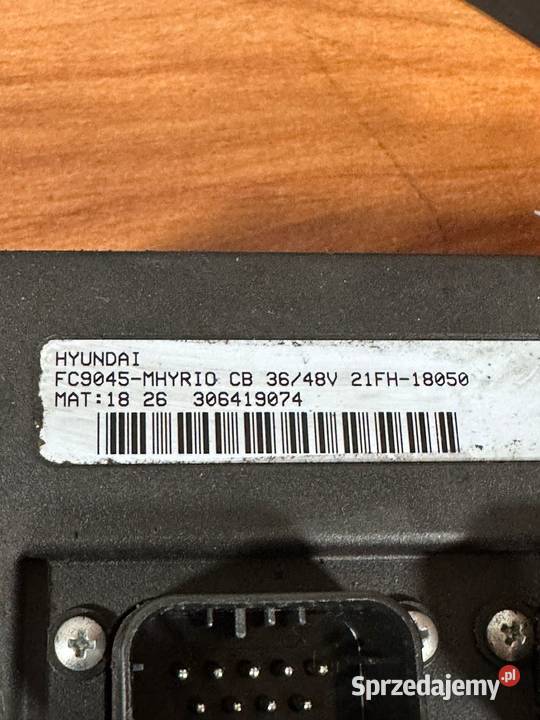 HYUNDAI
FC9045-MHYRIO CB 36/48V 21FH-18050
MAT:18 26 306419074
Sprzedajemy.pl